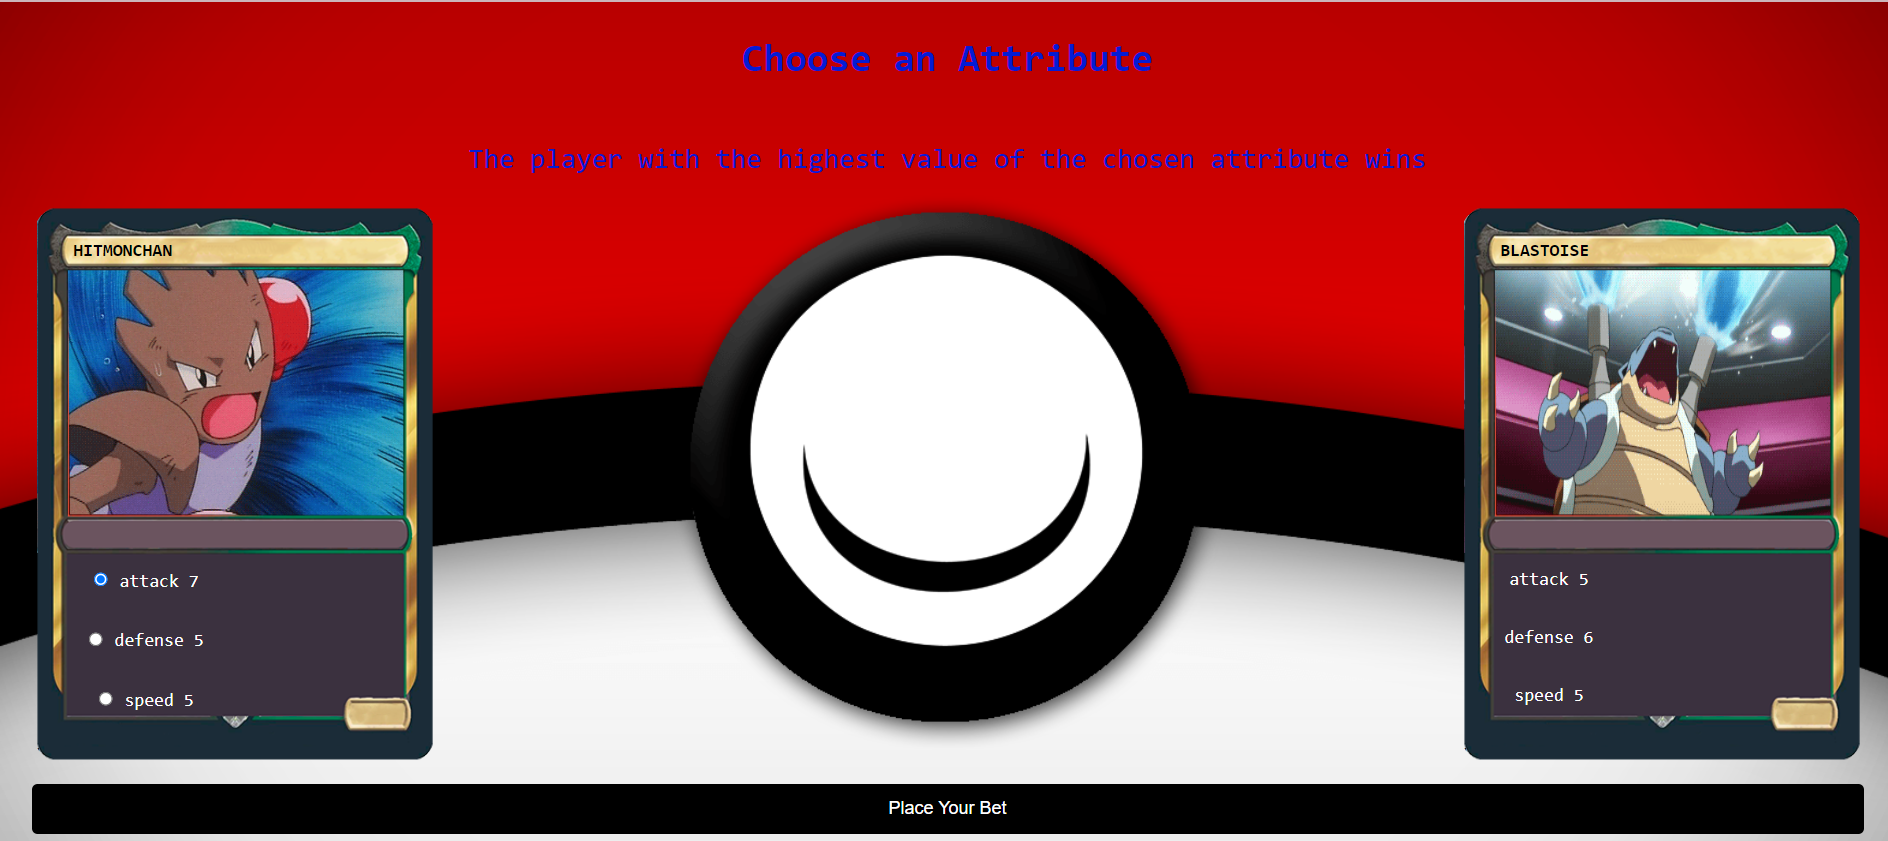 Choose an Attribute
The player with the highest value of the chosen attribute wins
HITMONCHAN
attack 7
defense 5
speed 5
BLASTOISE
attack 5
defense 6
speed 5
Place Your Bet